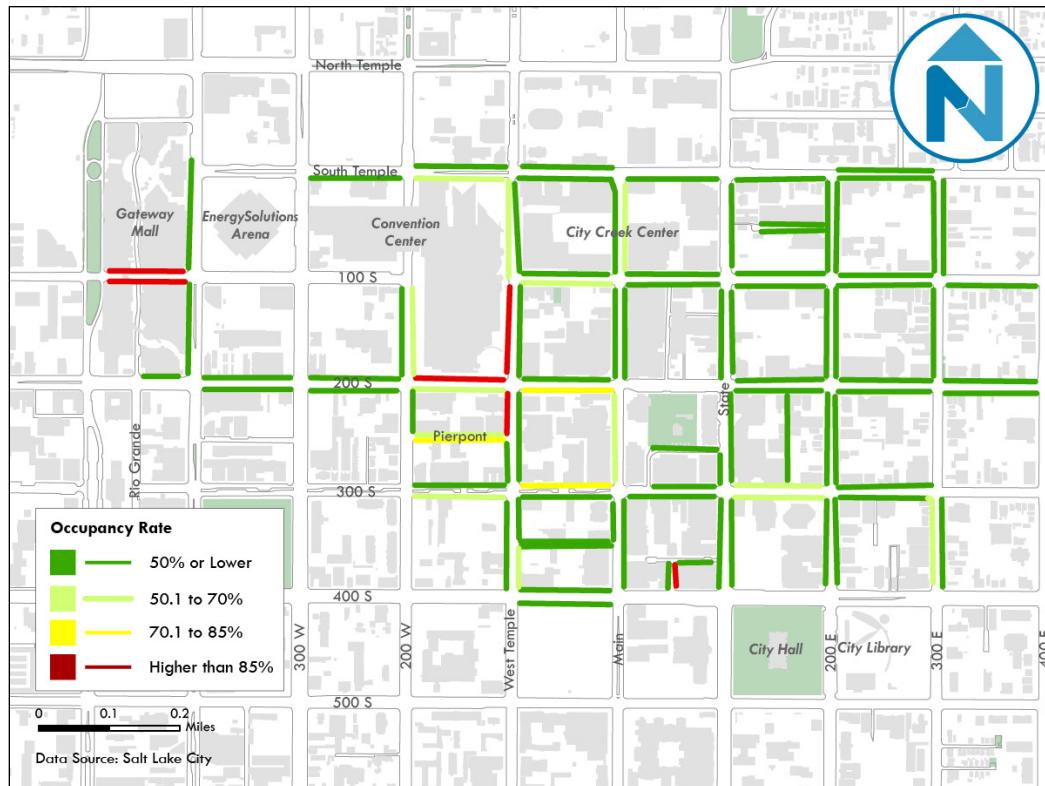 North Temple
South Temple
Gateway
Mall
EnergySolutions
Arena
Convention
Center
City Creek Center
100 S
200 S
State
Pierpont
Rio Grande
300 S
Occupancy Rate
50% or Lower
50.1 to 70%
70.1 to 85%
Higher than 85%
400 S
300 W
200 W
West Temple
Main
City Hall
200 E
City Library
300 E
400 E
500 S
0 0.1 0.2
Miles
Data Source: Salt Lake City
N